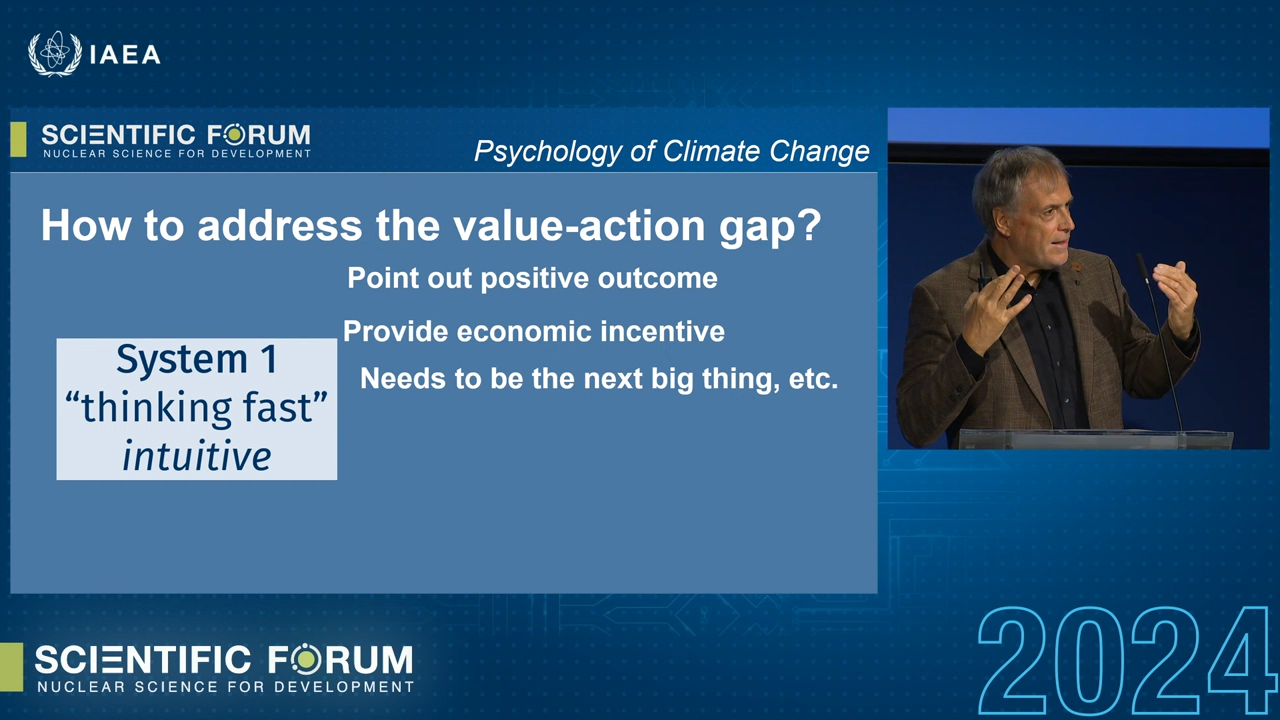 IAEA
SCIENTIFIC FORUM
NUCLEAR SCIENCE FOR DEVELOPMENT
Psychology of Climate Change
How to address the value-action gap?
Point out positive outcome
Provide economic incentive
Needs to be the next big thing, etc.
System 1
“thinking fast”
intuitive
SCIENTIFIC FORUM
NUCLEAR SCIENCE FOR DEVELOPMENT
2024